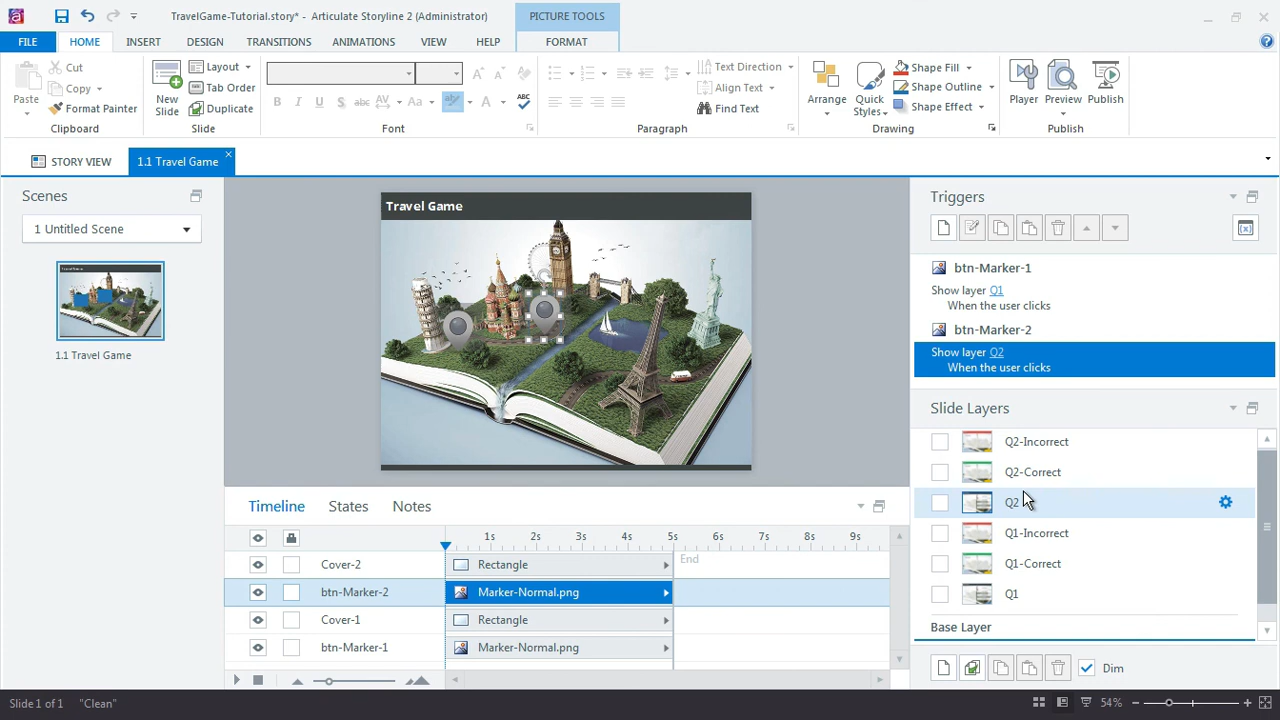 TravelGame-Tutorial.story* - Articulate Storyline 2 (Administrator)
PICTURE TOOLS
FILE HOME INSERT DESIGN TRANSITIONS ANIMATIONS VIEW HELP FORMAT
Paste
Cut
Copy
Format Painter
Clipboard
New Slide
Layout
Tab Order
Duplicate
Slide
B I U S abc AV Aa A
ABC
Font
Paragraph
Text Direction
Align Text
Find Text
Arrange
Quick Styles
Shape Fill
Shape Outline
Shape Effect
Drawing
Player
Preview
Publish
Publish
STORY VIEW
1.1 Travel Game
Scenes
1 Untitled Scene
1.1 Travel Game
Travel Game
Triggers
btn-Marker-1
Show layer Q1
When the user clicks
btn-Marker-2
Show layer Q2
When the user clicks
Slide Layers
Q2-Incorrect
Q2-Correct
Q2
Q1-Incorrect
Q1-Correct
Q1
Base Layer
Dim
Timeline States Notes
1s 2s 3s 4s 5s 6s 7s 8s 9s
Cover-2 Rectangle End
btn-Marker-2 Marker-Normal.png
Cover-1 Rectangle
btn-Marker-1 Marker-Normal.png
Slide 1 of 1 "Clean" 54%